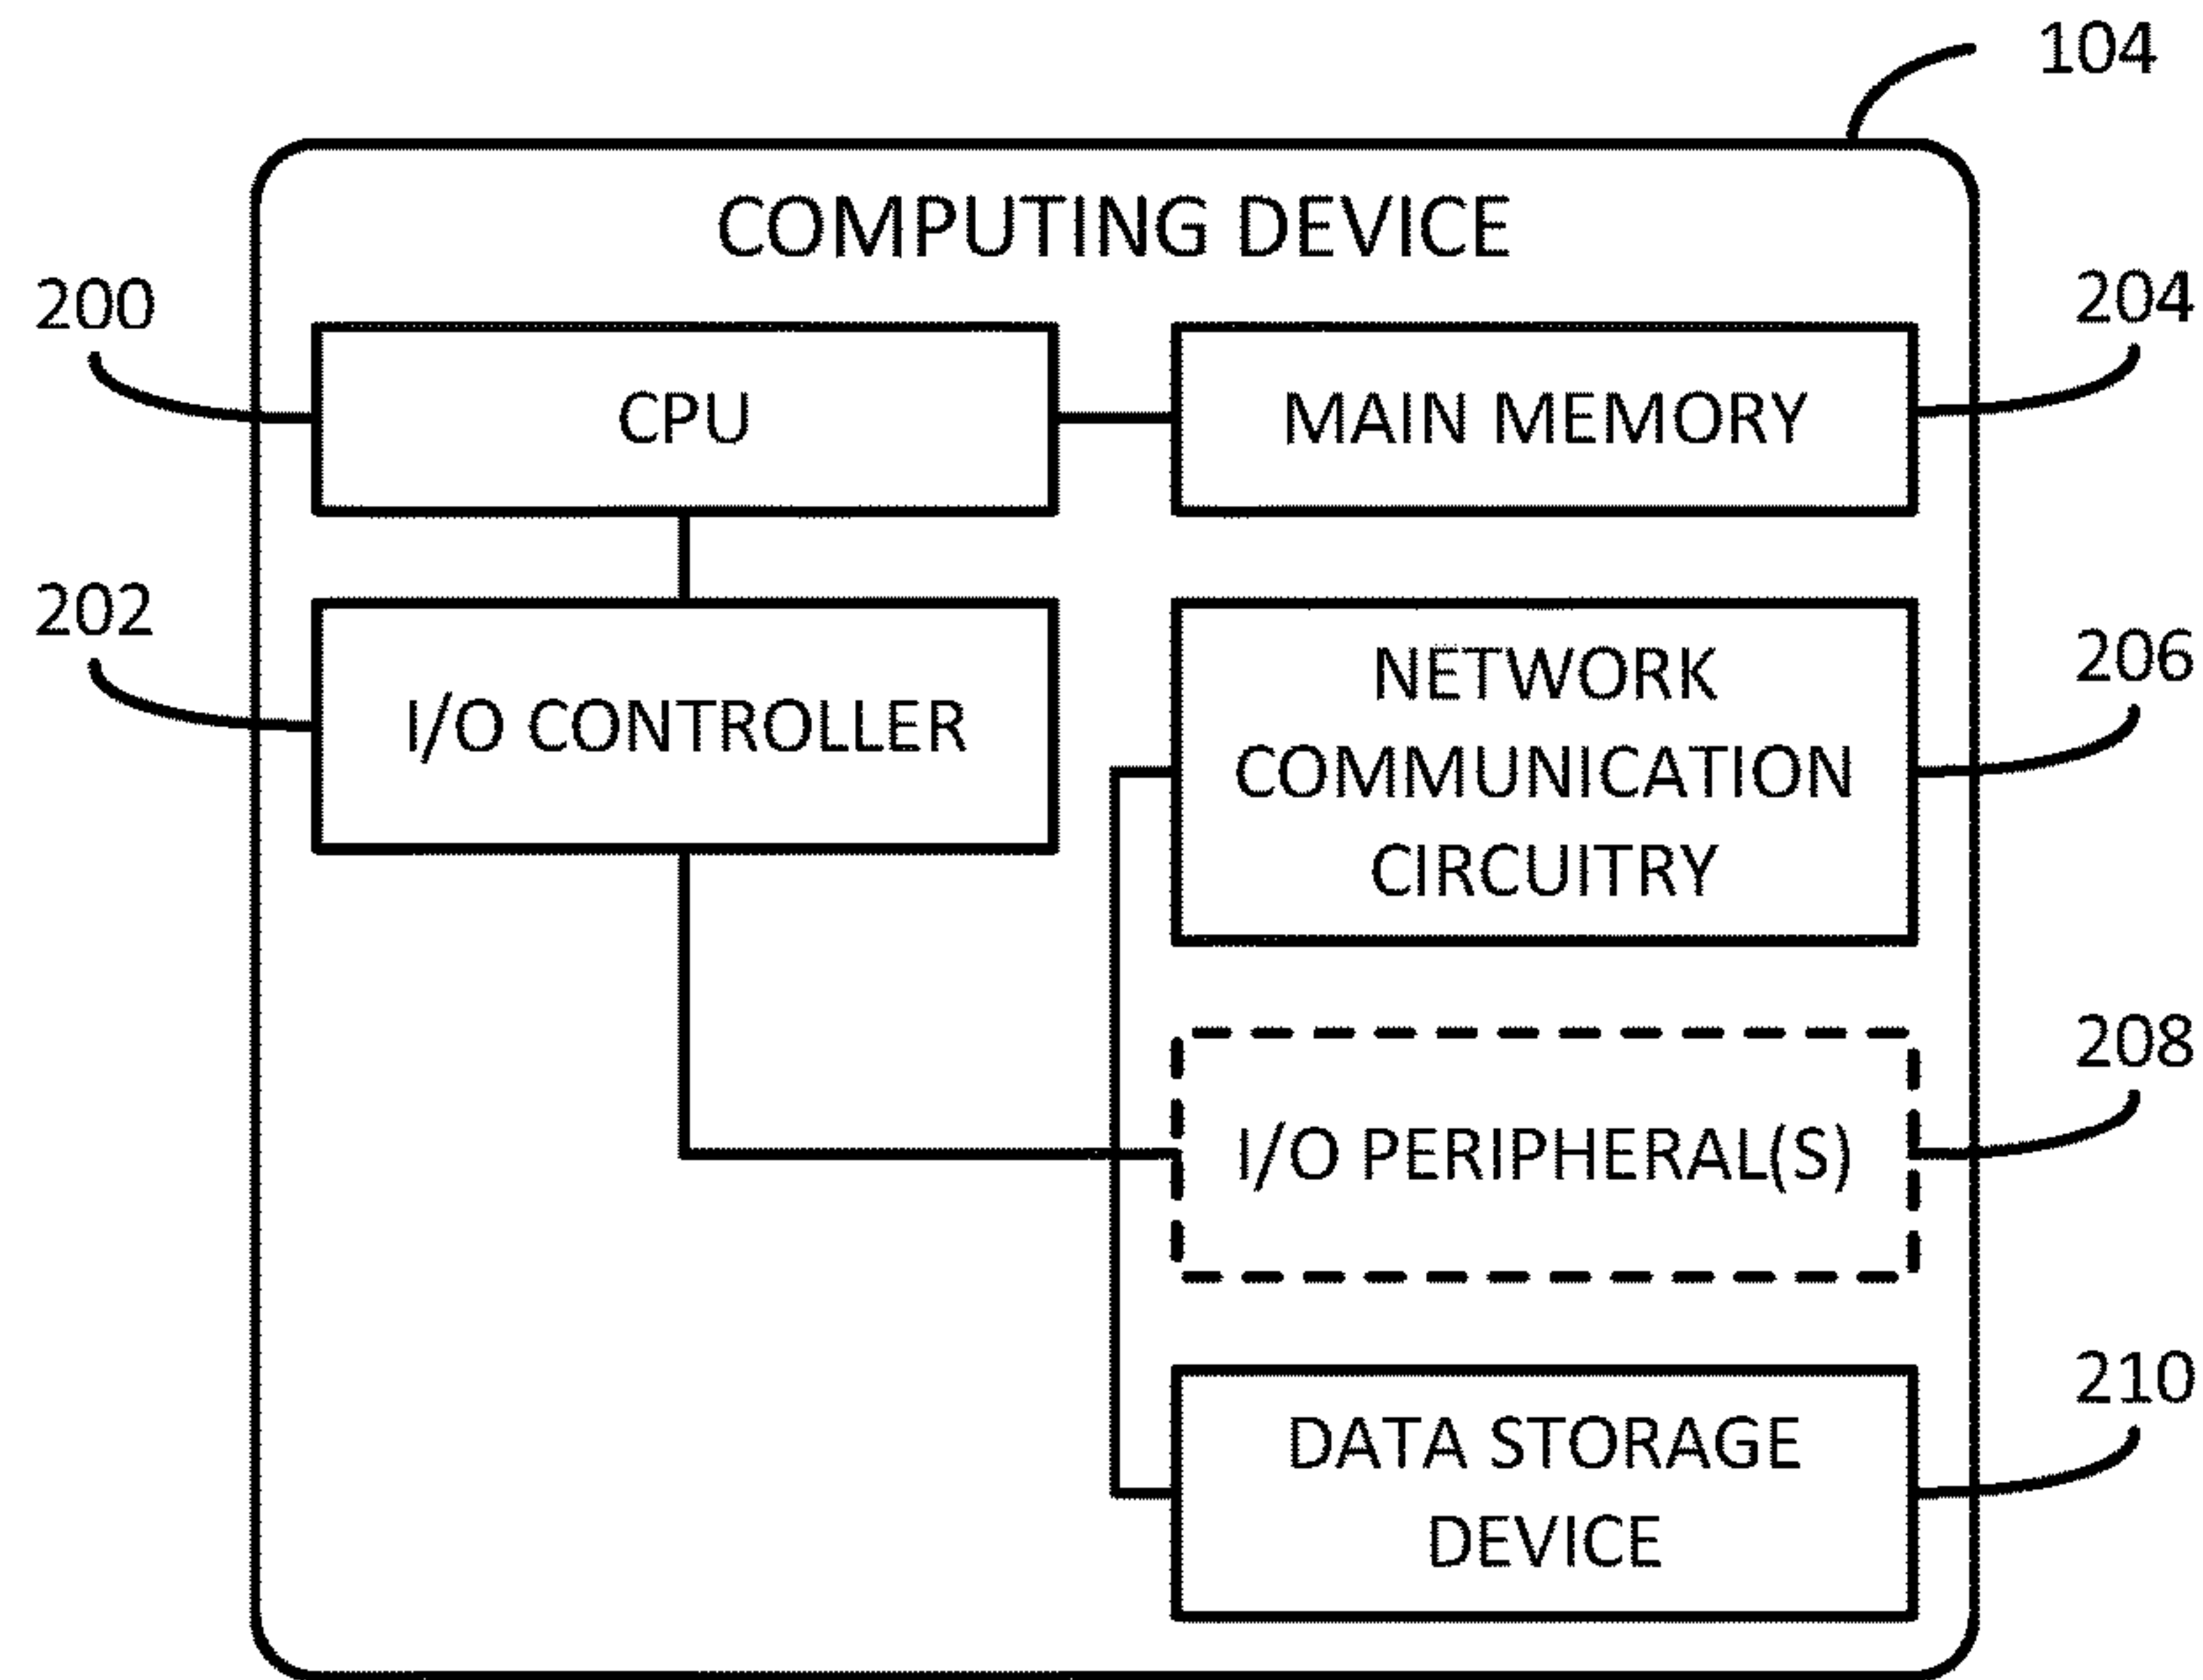 104
COMPUTING DEVICE
200
204
CPU
MAIN MEMORY
202
206
I/O CONTROLLER
NETWORK
COMMUNICATION
CIRCUITRY
208
I/O PERIPHERAL(S)
210
DATA STORAGE
DEVICE